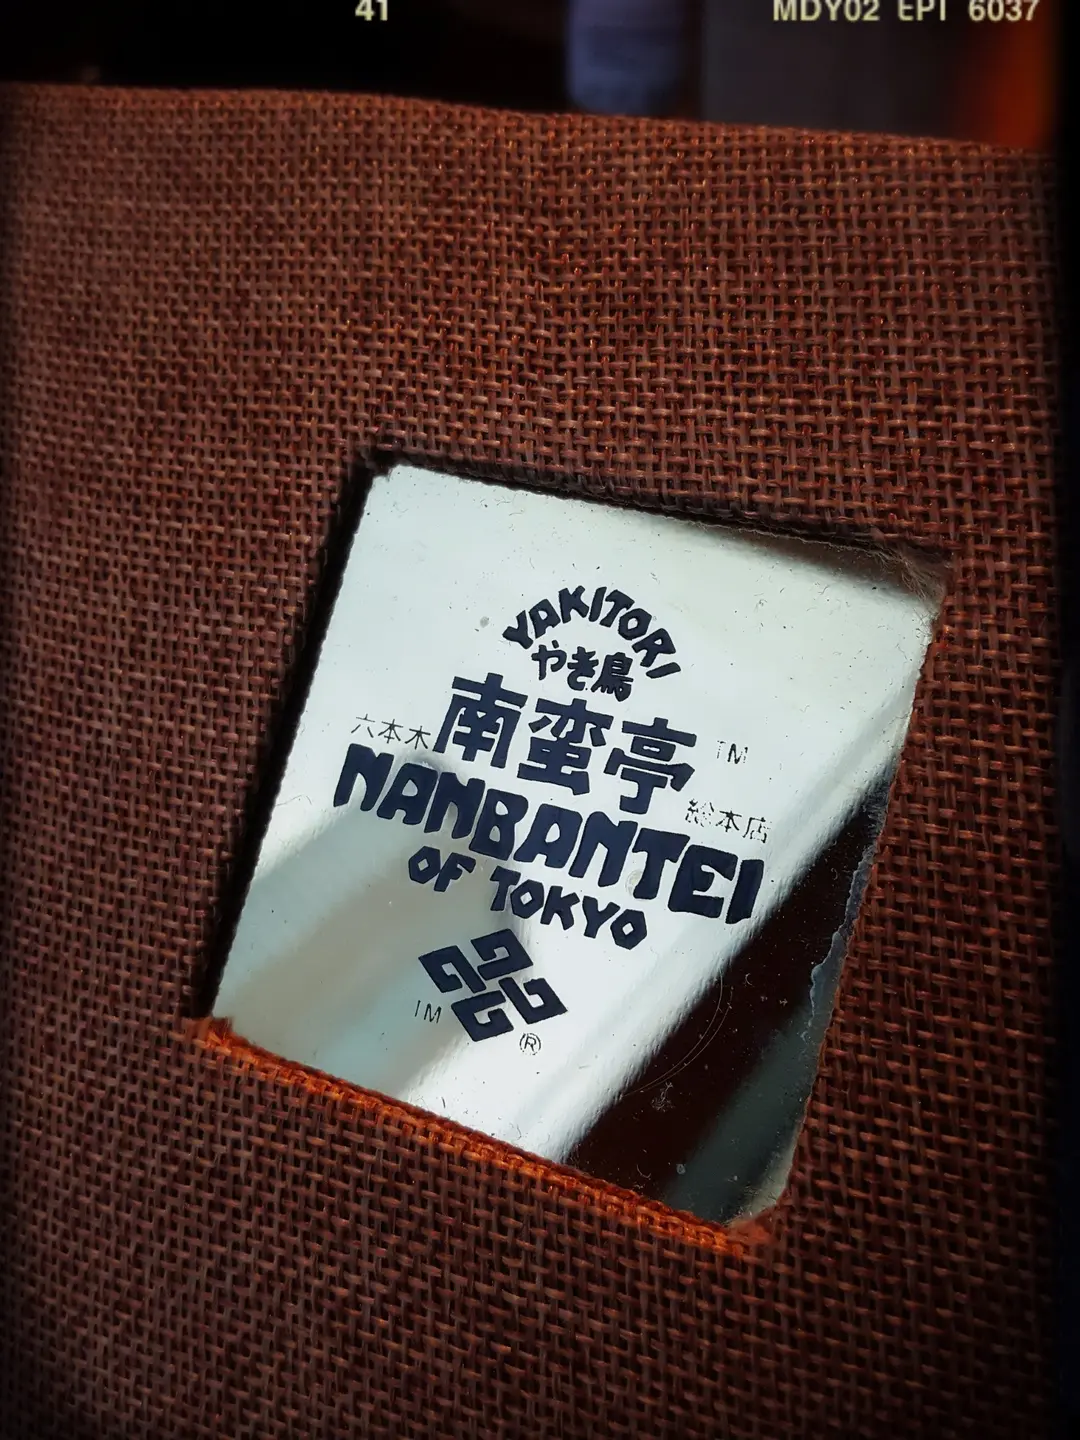 41 MDY02 EPT 6037
YAKITORI
やき鳥
六本木 南蛮亭 TM
総本店
NANBANTEI
OF TOKYO
TM
®